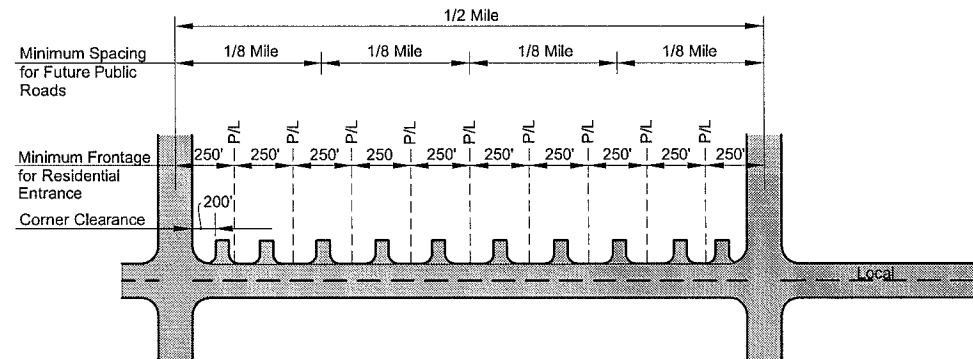 1/2 Mile
1/8 Mile 1/8 Mile 1/8 Mile 1/8 Mile
Minimum Spacing
for Future Public
Roads
P/L P/L P/L P/L P/L P/L P/L P/L P/L
250' 250' 250' 250 250' 250' 250' 250' 250' 250'
Minimum Frontage
for Residential
Entrance
200'
Corner Clearance
Local